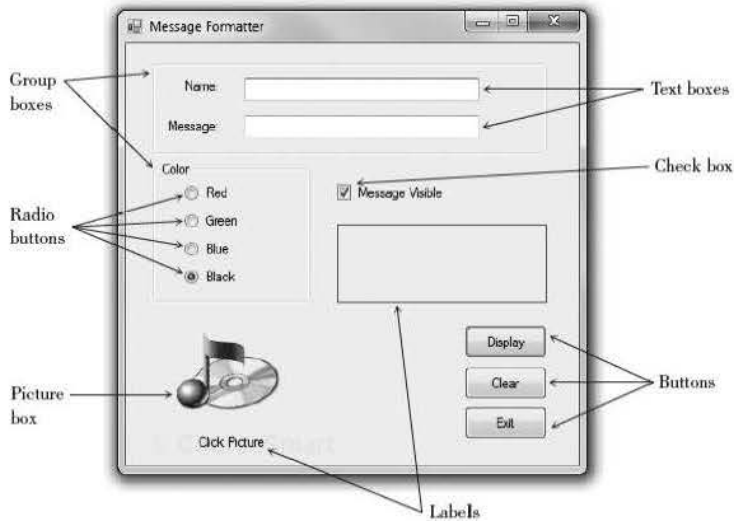 Message Formatter
Group
boxes
Name:
Text boxes
Message:
Color
Check box
Red
Message Visible
Radio
buttons
Green
Blue
Black
Display
Picture
box
Clear
Buttons
Exit
Click Picture
Labels